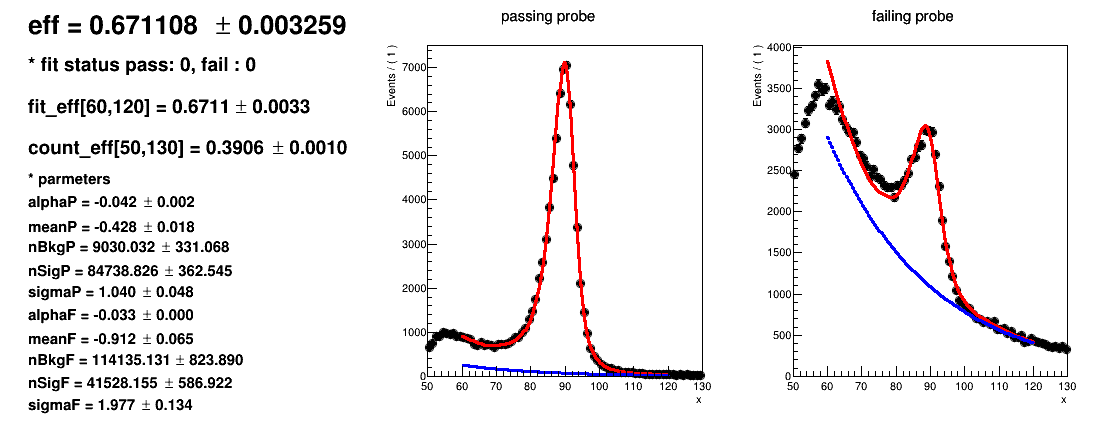 eff = 0.671108 ± 0.003259
* fit status pass: 0, fail : 0
fit_eff[60,120] = 0.6711 ± 0.0033
count_eff[50,130] = 0.3906 ± 0.0010
* parmeters
alphaP = -0.042 ± 0.002
meanP = -0.428 ± 0.018
nBkgP = 9030.032 ± 331.068
nSigP = 84738.826 ± 362.545
sigmaP = 1.040 ± 0.048
alphaF = -0.033 ± 0.000
meanF = -0.912 ± 0.065
nBkgF = 114135.131 ± 823.890
nSigF = 41528.155 ± 586.922
sigmaF = 1.977 ± 0.134
passing probe
Events / ( 1 )
7000
6000
5000
4000
3000
2000
1000
0
50 60 70 80 90 100 110 120 130
x
failing probe
Events / ( 1 )
4000
3500
3000
2500
2000
1500
1000
500
0
50 60 70 80 90 100 110 120 130
x